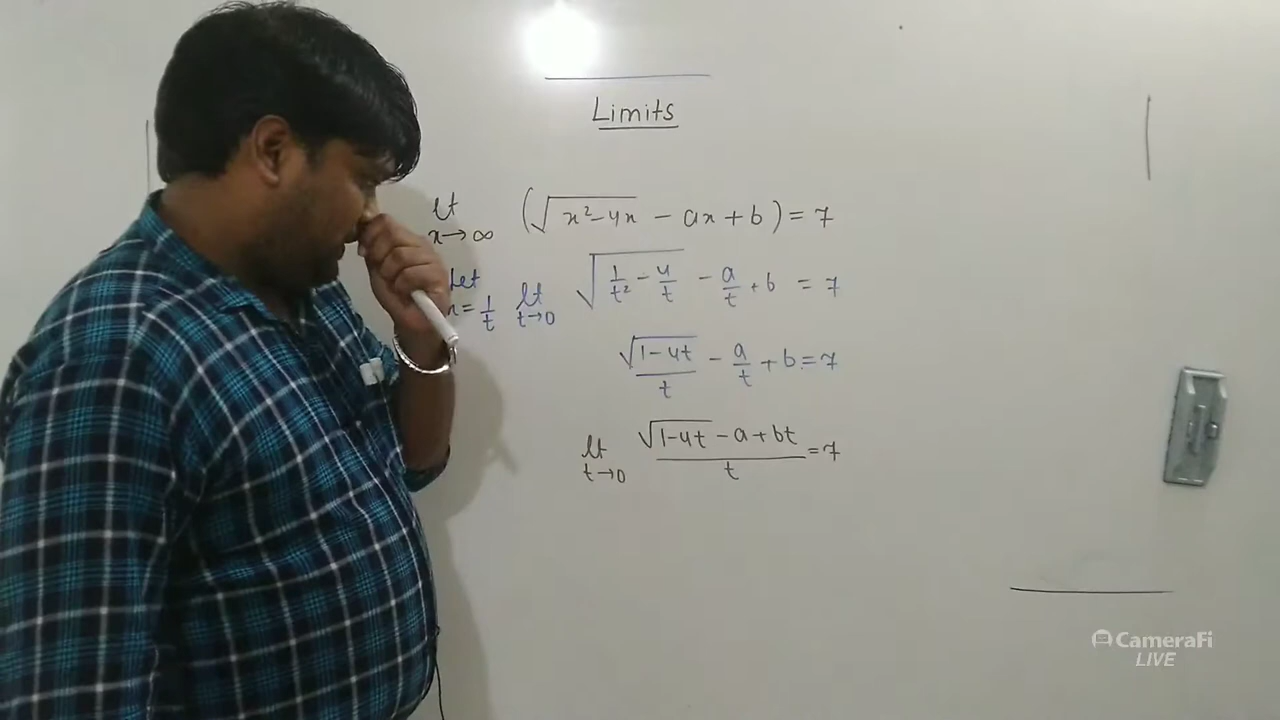 Limits
lt x→∞ (√(x²-4x) - ax + b) = 7
Let x = 1/t lt t→0 √(1/t² - 4/t) - a/t + b = 7
√(1-4t)/t - a/t + b = 7
lt t→0 (√(1-4t) - a + bt)/t = 7
CameraFi
LIVE